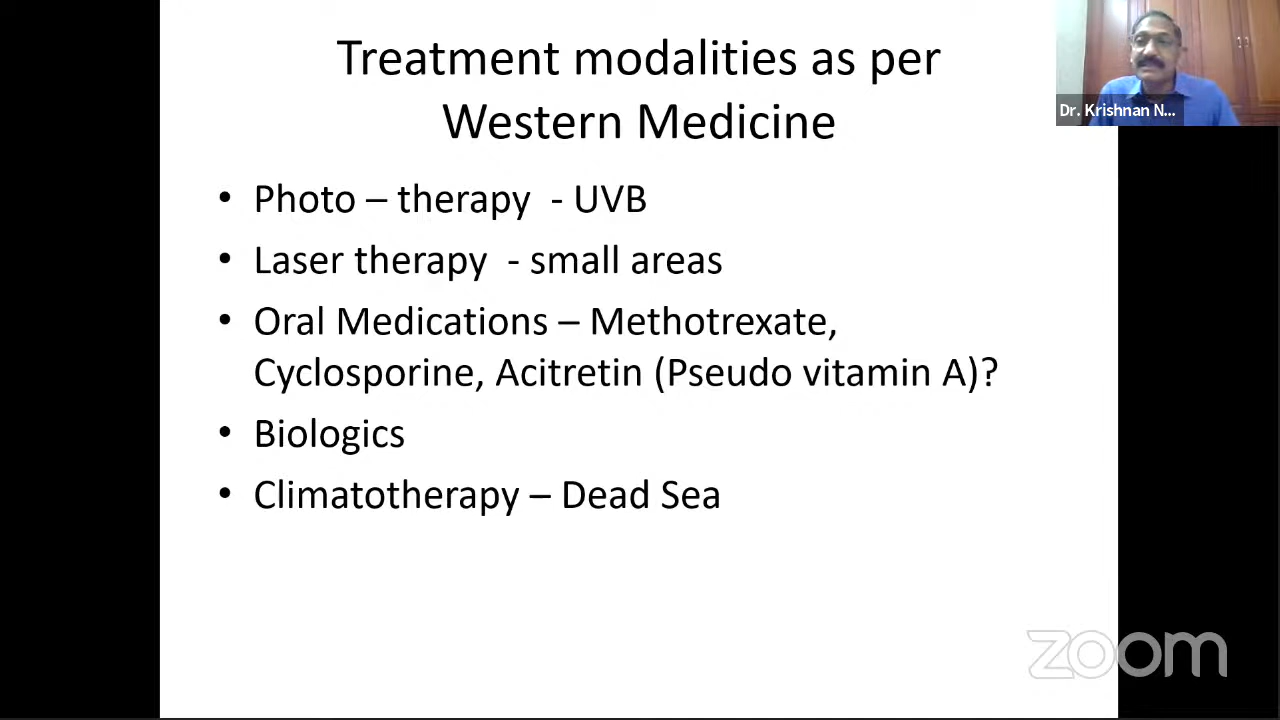 Treatment modalities as per
Western Medicine
Dr. Krishnan N...
• Photo – therapy - UVB
• Laser therapy - small areas
• Oral Medications – Methotrexate,
Cyclosporine, Acitretin (Pseudo vitamin A)?
• Biologics
• Climatotherapy – Dead Sea
zoom